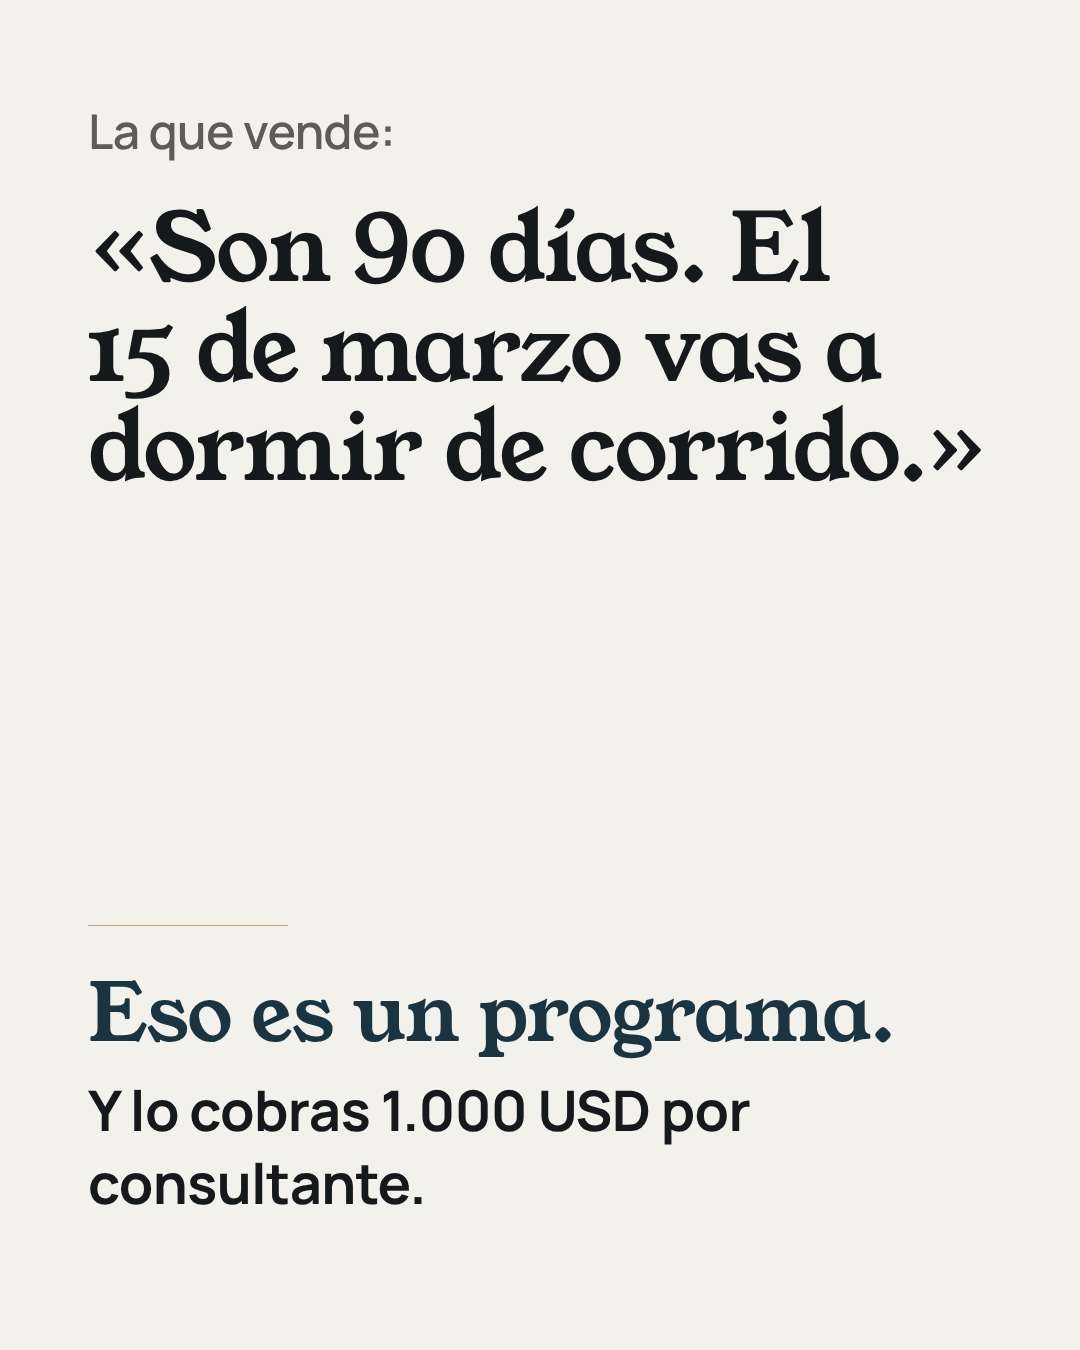 La que vende:
«Son 90 días. El
15 de marzo vas a
dormir de corrido.»
Eso es un programa.
Y lo cobras 1.000 USD por
consultante.